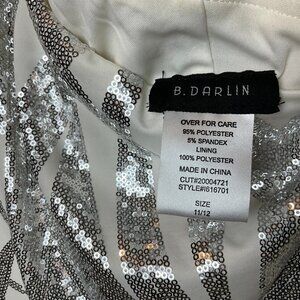 B. DARLIN
OVER FOR CARE
95% POLYESTER
5% SPANDEX
LINING
100% POLYESTER
MADE IN CHINA
CUT#20004721
STYLE#616701
SIZE
11/12